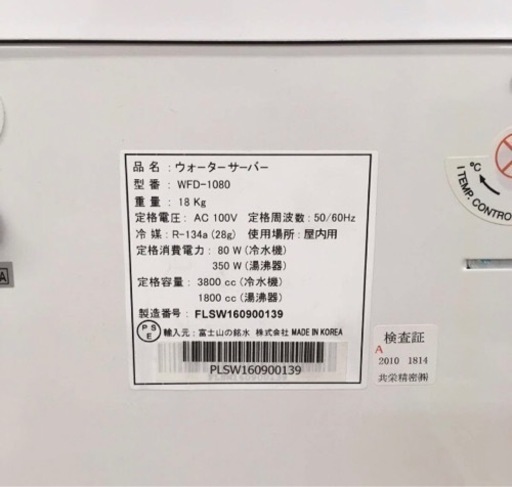 品 名 : ウォーターサーバー
型 番 : WFD-1080
重 量 : 18 Kg
定格電圧 : AC 100V 定格周波数 : 50/60Hz
冷 媒 : R-134a (28g) 使用場所 : 屋内用
定格消費電力 : 80 W (冷水機)
350 W (湯沸器)
定格容量 : 3800 cc (冷水機)
1800 cc (湯沸器)
製造番号 : FLSW160900139
PSE 輸入元 : 富士山の銘水 株式会社 MADE IN KOREA
PLSW160900139
検査証
A
2010 1814
共栄精密㈱
℃
TEMP. CONTRO
A